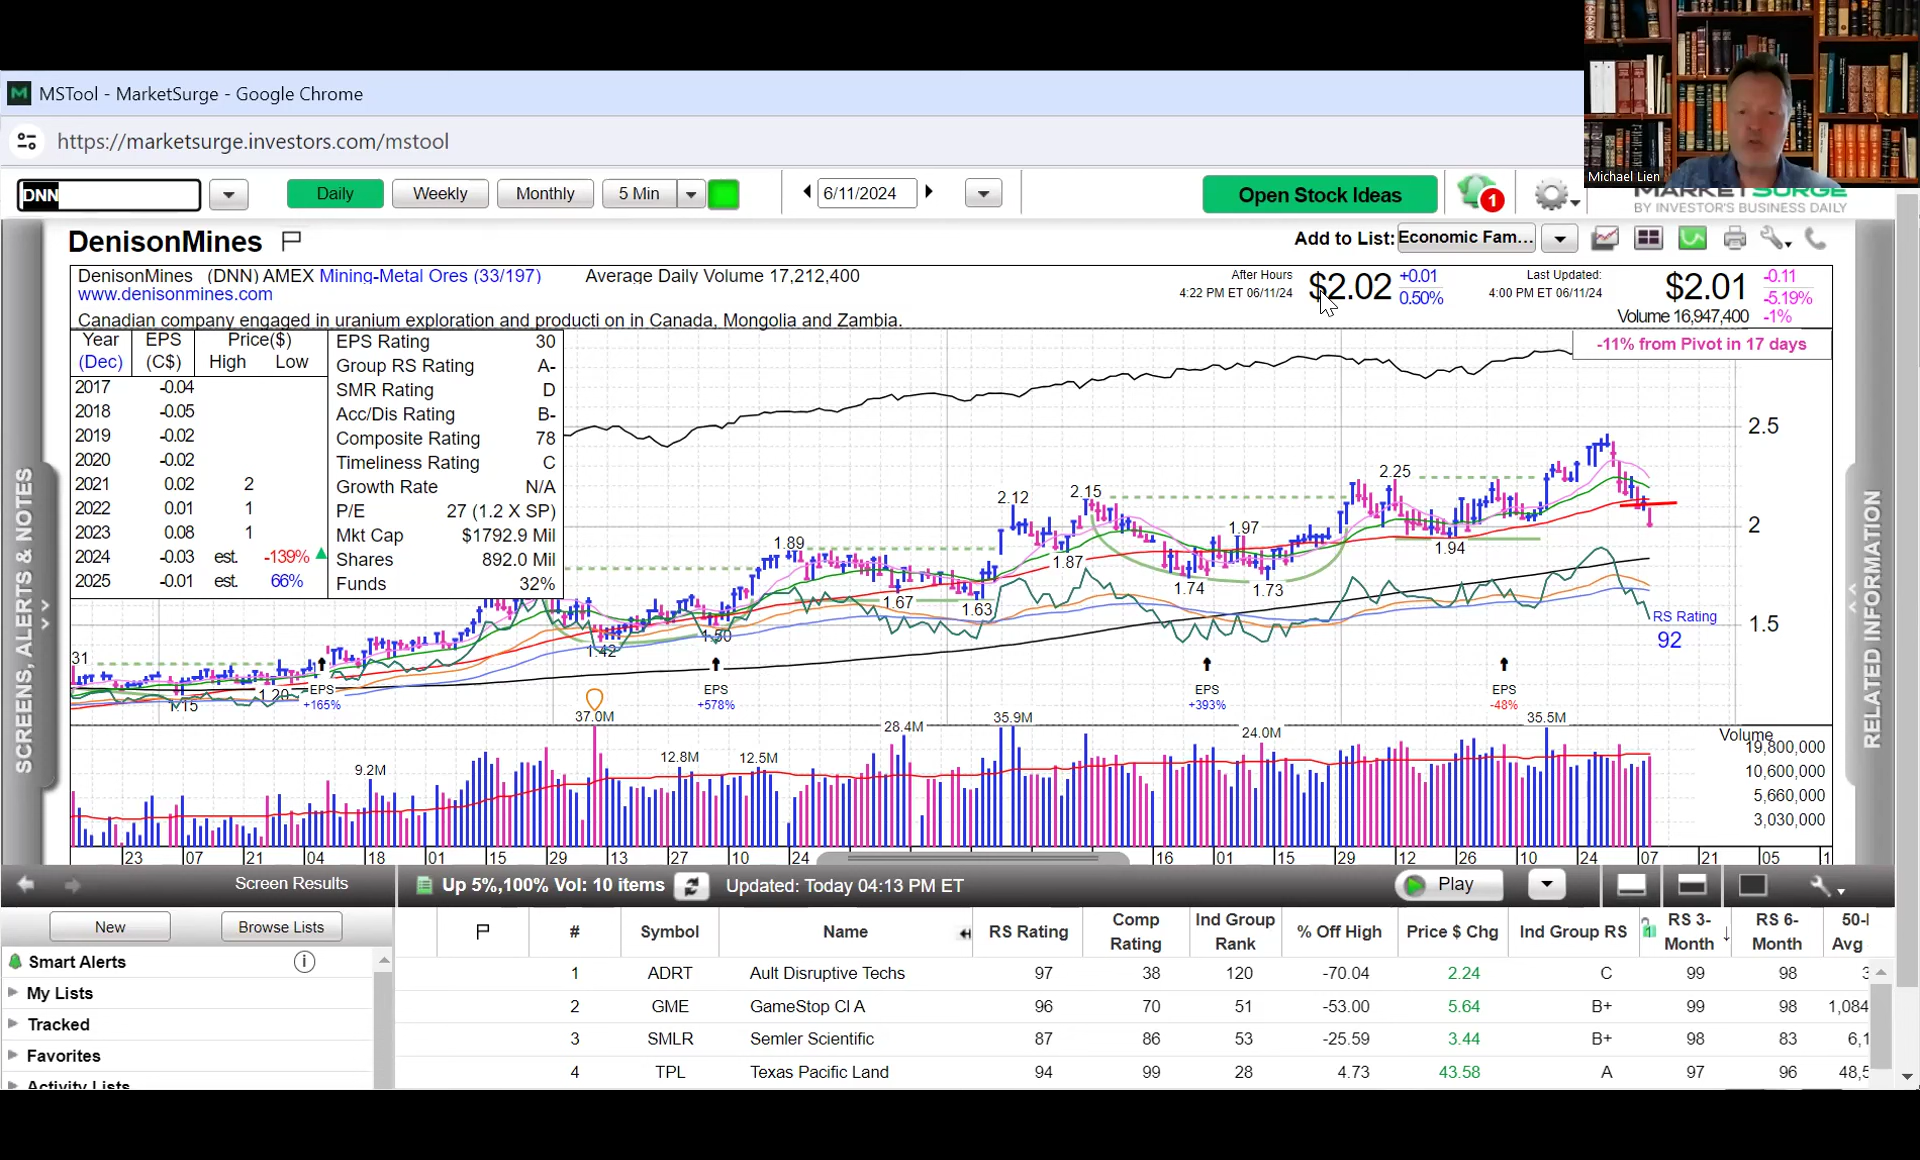 MSTool - MarketSurge - Google Chrome
https://marketsurge.investors.com/mstool
Michael Lien
DNN
Daily
Weekly
Monthly
5 Min
6/11/2024
Open Stock Ideas
1
MARKETSURGE
BY INVESTOR'S BUSINESS DAILY
DenisonMines
Add to List:
Economic Fam...
DenisonMines (DNN) AMEX Mining-Metal Ores (33/197) Average Daily Volume 17,212,400
www.denisonmines.com
Canadian company engaged in uranium exploration and producti on in Canada, Mongolia and Zambia.
After Hours
4:22 PM ET 06/11/24
$2.02
+0.01
0.50%
Last Updated:
4:00 PM ET 06/11/24
$2.01
-0.11
-5.19%
Volume 16,947,400 -1%
-11% from Pivot in 17 days
Year EPS Price($)
(Dec) (C$) High Low
2017 -0.04
2018 -0.05
2019 -0.02
2020 -0.02
2021 0.02 2
2022 0.01 1
2023 0.08 1
2024 -0.03 est. -139%
2025 -0.01 est. 66%
EPS Rating 30
Group RS Rating A-
SMR Rating D
Acc/Dis Rating B-
Composite Rating 78
Timeliness Rating C
Growth Rate N/A
P/E 27 (1.2 X SP)
Mkt Cap $1792.9 Mil
Shares 892.0 Mil
Funds 32%
2.5
2
1.5
2.12
2.15
2.25
1.97
1.94
1.89
1.87
1.74
1.73
1.67
1.63
1.50
1.42
31
1.20
1.15
RS Rating
92
EPS
+165%
EPS
+578%
EPS
+393%
EPS
-48%
37.0M
9.2M
12.8M
12.5M
28.4M
35.9M
24.0M
35.5M
Volume
19,800,000
10,600,000
5,660,000
3,030,000
23 07 21 04 18 01 15 29 13 27 10 24 16 01 15 29 12 26 10 24 07 21 05 1
SCREENS, ALERTS & NOTES
RELATED INFORMATION
Screen Results
Up 5%,100% Vol: 10 items
Updated: Today 04:13 PM ET
Play
New
Browse Lists
Smart Alerts
My Lists
Tracked
Favorites
Activity Lists
# Symbol Name RS Rating Comp Rating Ind Group Rank % Off High Price $ Chg Ind Group RS RS 3-Month RS 6-Month 50-
Avg
1 ADRT Ault Disruptive Techs 97 38 120 -70.04 2.24 C 99 98 3
2 GME GameStop Cl A 96 70 51 -53.00 5.64 B+ 99 98 1,084
3 SMLR Semler Scientific 87 86 53 -25.59 3.44 B+ 98 83 6,1
4 TPL Texas Pacific Land 94 99 28 4.73 43.58 A 97 96 48,5